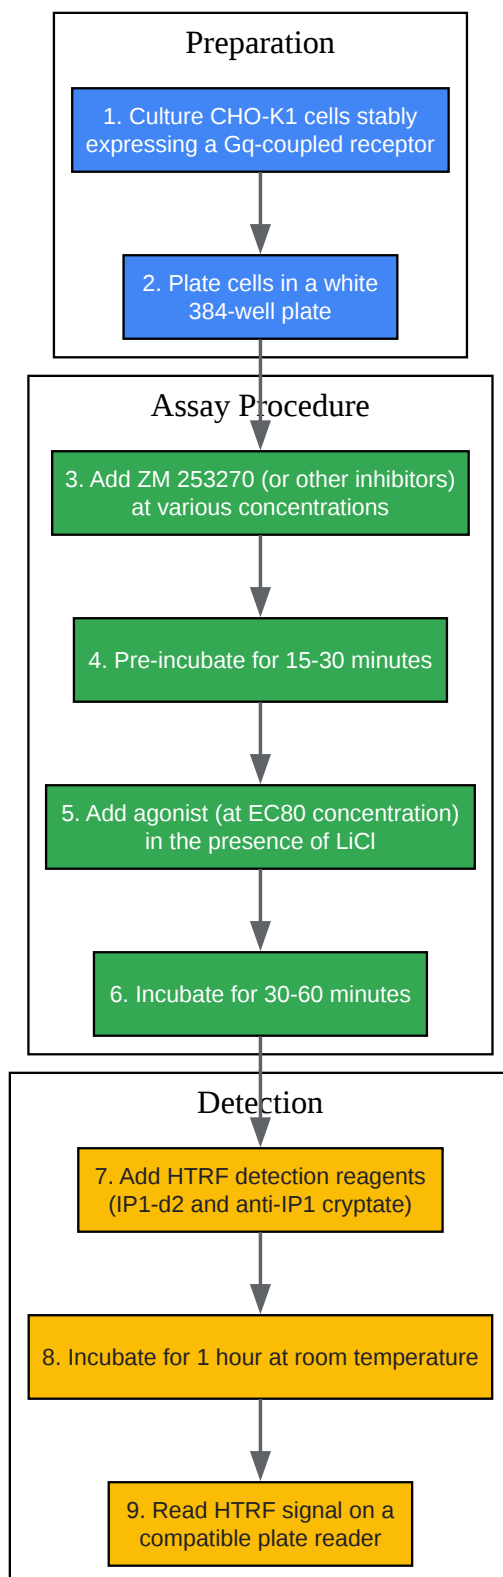 Preparation
1. Culture CHO-K1 cells stably
expressing a Gq-coupled receptor
2. Plate cells in a white
384-well plate
Assay Procedure
3. Add ZM 253270 (or other inhibitors)
at various concentrations
4. Pre-incubate for 15-30 minutes
5. Add agonist (at EC80 concentration)
in the presence of LiCl
6. Incubate for 30-60 minutes
Detection
7. Add HTRF detection reagents
(IP1-d2 and anti-IP1 cryptate)
8. Incubate for 1 hour at room temperature
9. Read HTRF signal on a
compatible plate reader